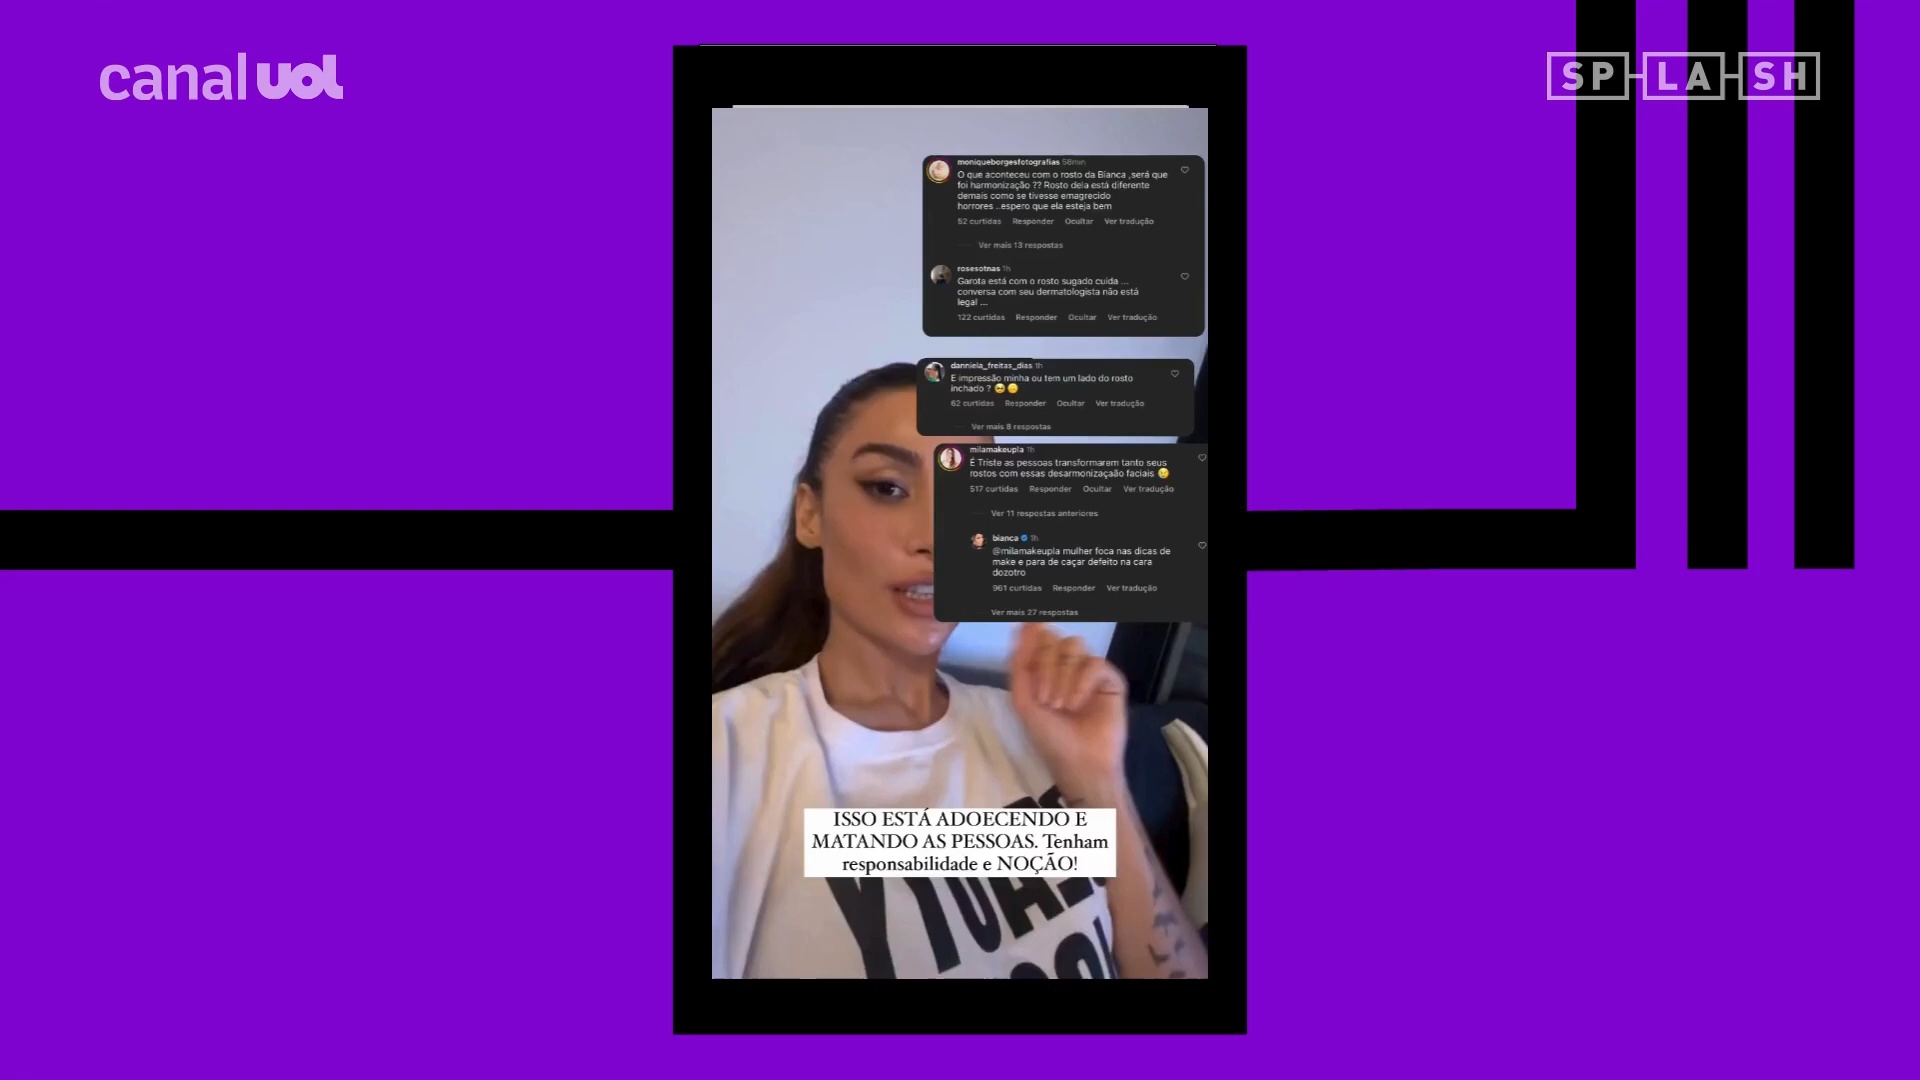 canal uol
SP-LA-SH
moniqueborgesfotografias 58min
O que aconteceu com o rosto da Bianca ,será que
foi harmonização ?? Rosto dela está diferente
demais como se tivesse emagrecido
horrores ..espero que ela esteja bem
52 curtidas Responder Ocultar Ver tradução
Ver mais 13 respostas
rosesotnas 1h
Garota está com o rosto sugado cuida ...
conversa com seu dermatologista não está
legal ...
122 curtidas Responder Ocultar Ver tradução
danniela_freitas_dias 1h
E impressão minha ou tem um lado do rosto
inchado ? 🥺😔
62 curtidas Responder Ocultar Ver tradução
Ver mais 8 respostas
milamakeupla 1h
É Triste as pessoas transformarem tanto seus
rostos com essas desarmonizaçaão faciais 😢
517 curtidas Responder Ocultar Ver tradução
Ver 11 respostas anteriores
bianca 1h
@milamakeupla mulher foca nas dicas de
make e para de caçar defeito na cara
dozotro
961 curtidas Responder Ver tradução
Ver mais 27 respostas
ISSO ESTÁ ADOECENDO E
MATANDO AS PESSOAS. Tenham
responsabilidade e NOÇÃO!